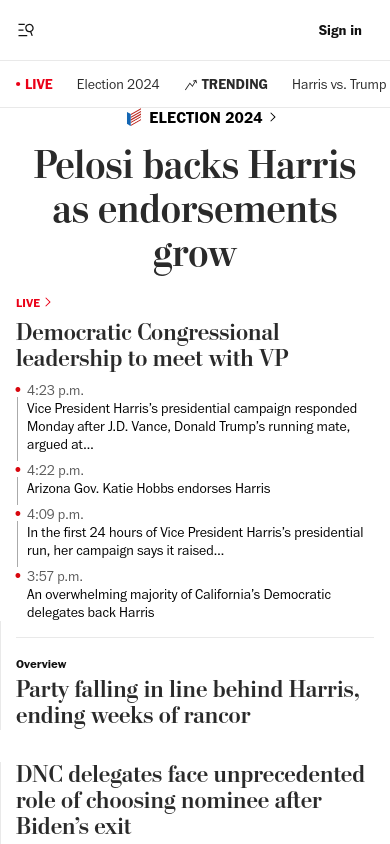 Sign in
LIVE
Election 2024
TRENDING
Harris vs. Trump
ELECTION 2024
Pelosi backs Harris
as endorsements
grow
LIVE
Democratic Congressional
leadership to meet with VP
4:23 p.m.
Vice President Harris’s presidential campaign responded
Monday after J.D. Vance, Donald Trump’s running mate,
argued at...
4:22 p.m.
Arizona Gov. Katie Hobbs endorses Harris
4:09 p.m.
In the first 24 hours of Vice President Harris’s presidential
run, her campaign says it raised...
3:57 p.m.
An overwhelming majority of California’s Democratic
delegates back Harris
Overview
Party falling in line behind Harris,
ending weeks of rancor
DNC delegates face unprecedented
role of choosing nominee after
Biden’s exit